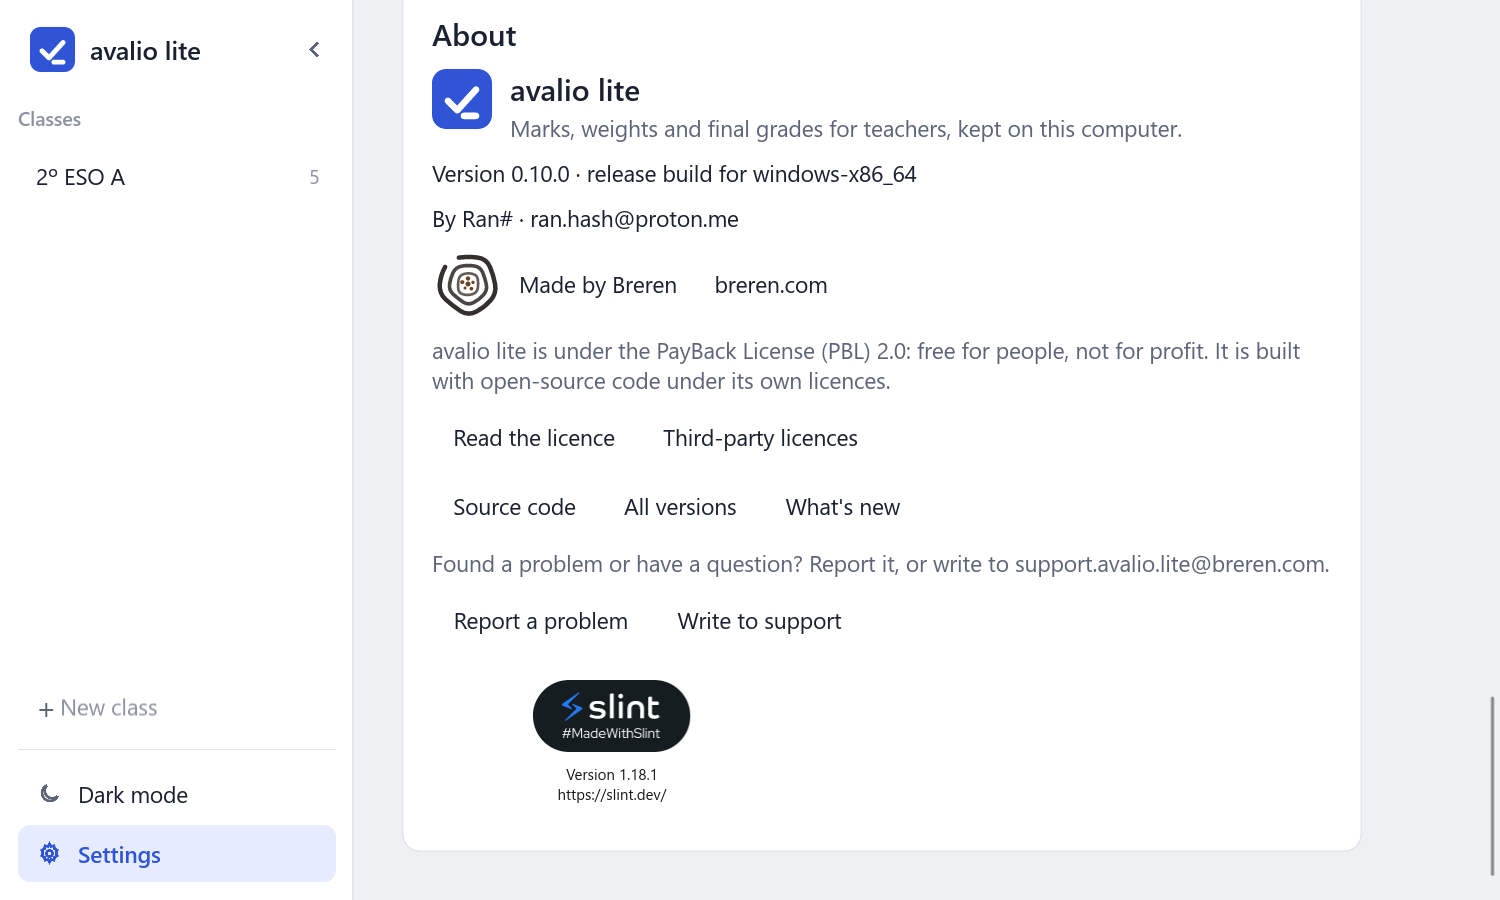 avalio lite
Classes
2º ESO A 5
+ New class
Dark mode
Settings
About
avalio lite
Marks, weights and final grades for teachers, kept on this computer.
Version 0.10.0 · release build for windows-x86_64
By Ran# · ran.hash@proton.me
Made by Breren breren.com
avalio lite is under the PayBack License (PBL) 2.0: free for people, not for profit. It is built
with open-source code under its own licences.
Read the licence Third-party licences
Source code All versions What's new
Found a problem or have a question? Report it, or write to support.avalio.lite@breren.com.
Report a problem Write to support
slint
#MadeWithSlint
Version 1.18.1
https://slint.dev/